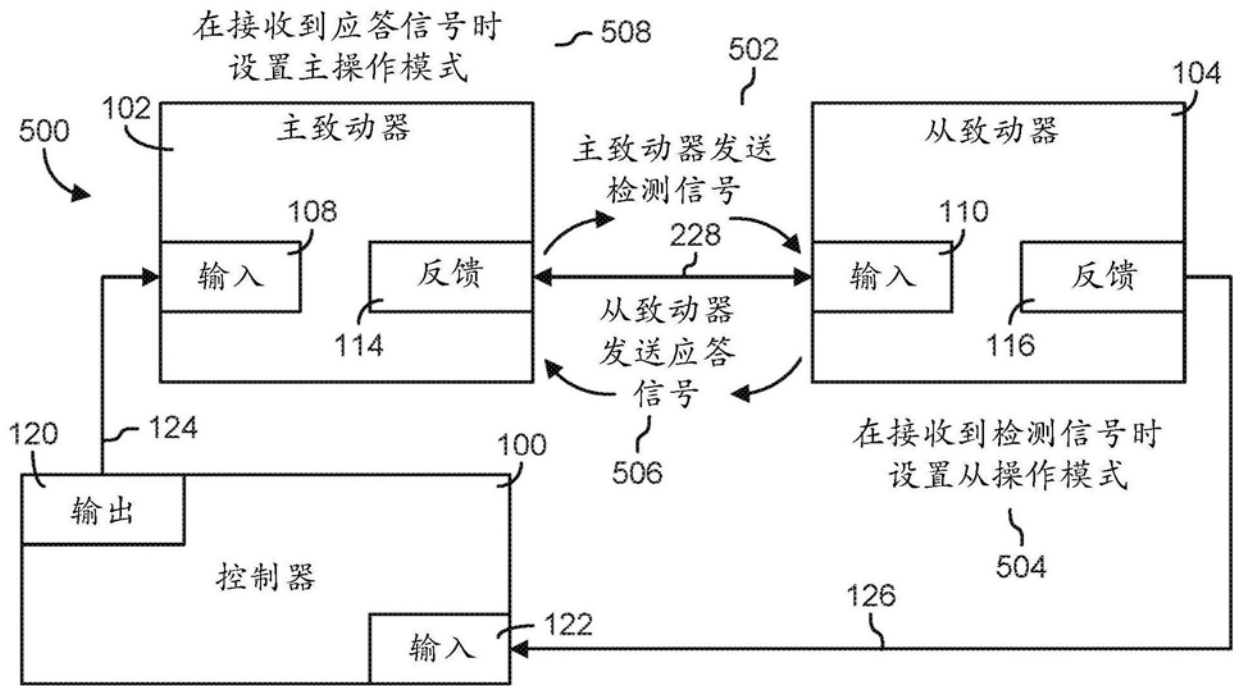 在接收到应答信号时
设置主操作模式
508
502
500
102
主致动器
104
从致动器
主致动器发送
检测信号
108
输入
反馈
114
228
110
输入
反馈
116
从致动器
发送应答
信号
506
120
124
100
输出
控制器
输入
122
在接收到检测信号时
设置从操作模式
504
126